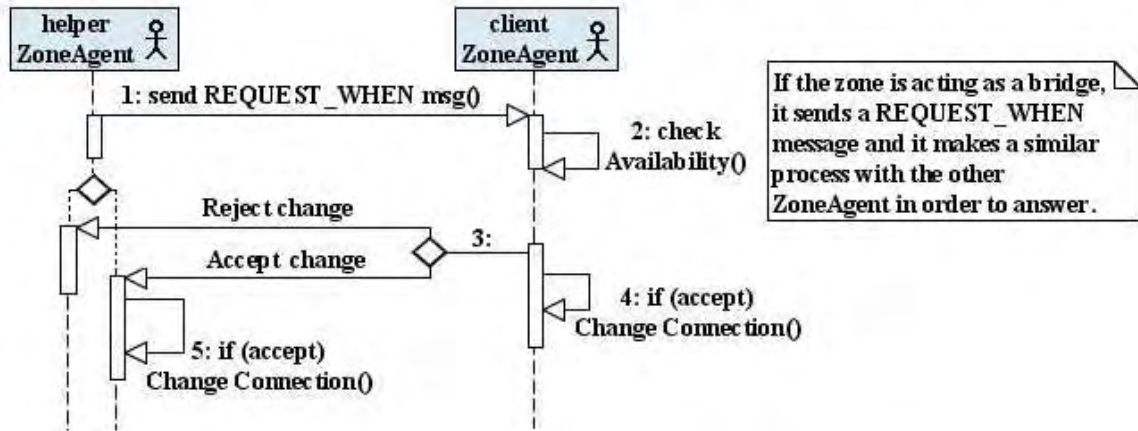 helper
ZoneAgent
client
ZoneAgent
1: send REQUEST_WHEN msg()
2: check
Availability()
If the zone is acting as a bridge,
it sends a REQUEST_WHEN
message and it makes a similar
process with the other
ZoneAgent in order to answer.
Reject change
3:
Accept change
4: if (accept)
Change Connection()
5: if (accept)
Change Connection()